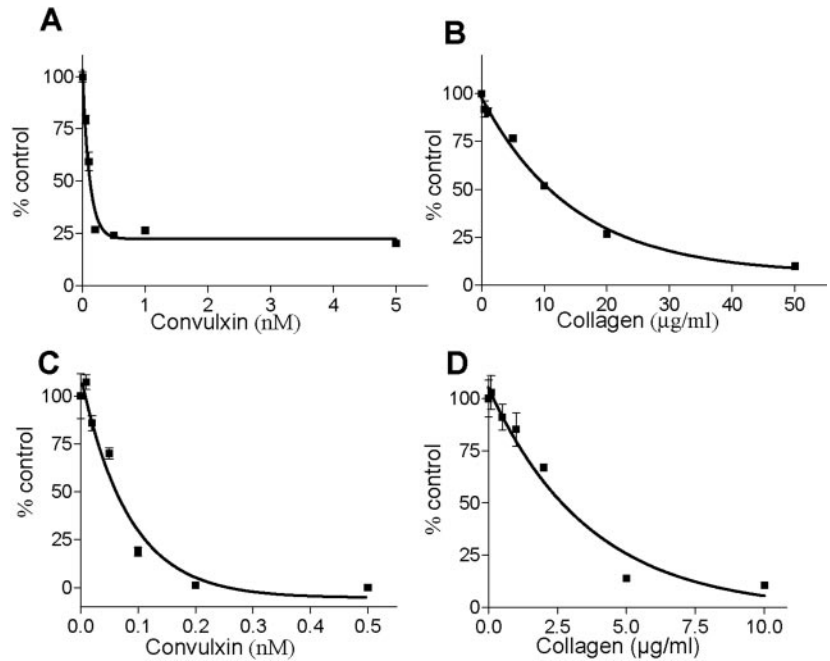 A
% control
100
75
50
25
0
0 1 2 3 4 5
Convulxin (nM)
B
% control
100
75
50
25
0
0 10 20 30 40 50
Collagen (µg/ml)
C
% control
100
75
50
25
0
0.0 0.1 0.2 0.3 0.4 0.5
Convulxin (nM)
D
% control
100
75
50
25
0
0.0 2.5 5.0 7.5 10.0
Collagen (µg/ml)